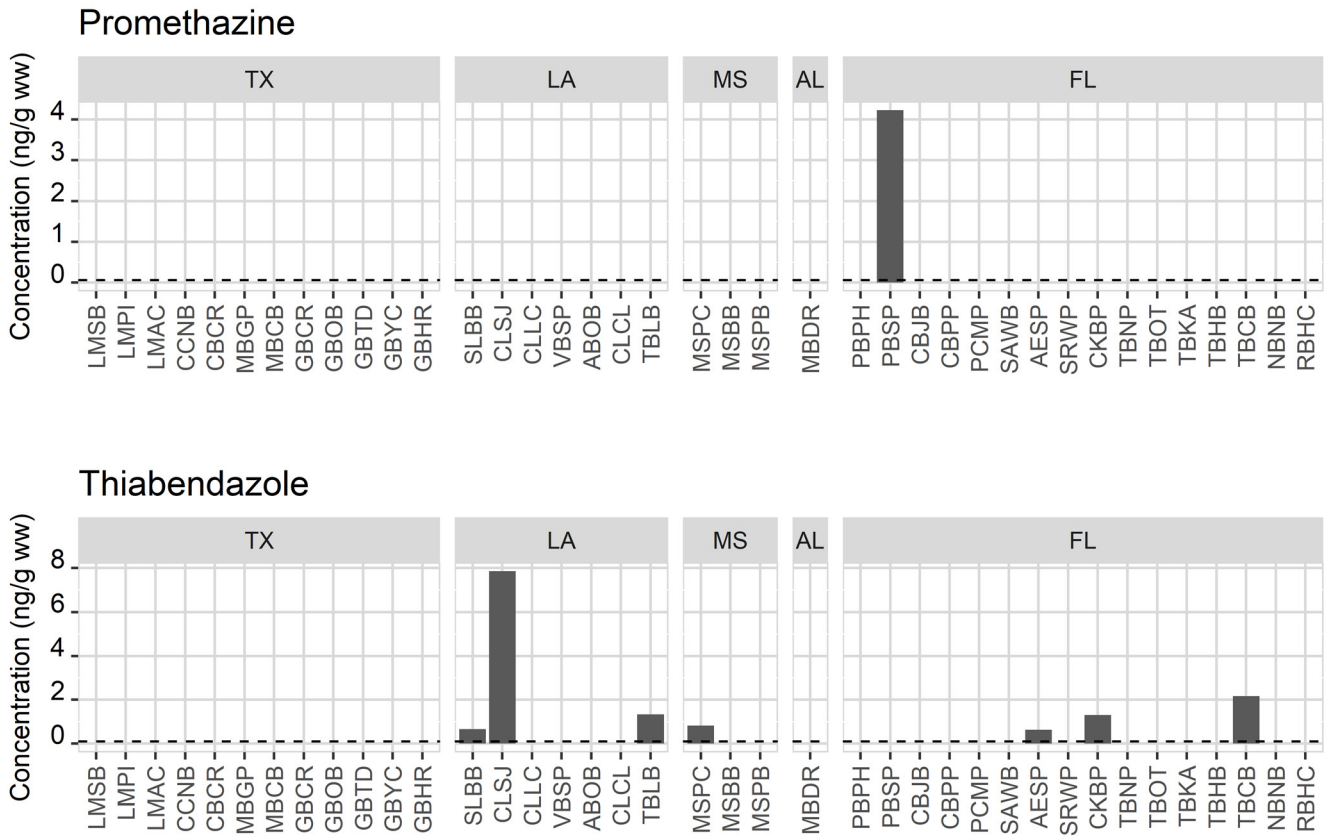 Promethazine
TX LA MS AL FL
Concentration (ng/g ww)
4
3
2
1
0
LMSB LMPI LMAC CCNB CBCR MBGP MBCB GBCR GBOB GBTD GBYC GBHR SLBB CLSJ CLLC VBSP ABOB CLCL TBLB MSPC MSBB MSPB MBDR PBPH PBSP CBJB CBPP PCMP SAWB AESP SRWP CKBP TBNP TBOT TBKA TBHB TBCB NBNB RBHC
Thiabendazole
TX LA MS AL FL
Concentration (ng/g ww)
8
6
4
2
0
LMSB LMPI LMAC CCNB CBCR MBGP MBCB GBCR GBOB GBTD GBYC GBHR SLBB CLSJ CLLC VBSP ABOB CLCL TBLB MSPC MSBB MSPB MBDR PBPH PBSP CBJB CBPP PCMP SAWB AESP SRWP CKBP TBNP TBOT TBKA TBHB TBCB NBNB RBHC